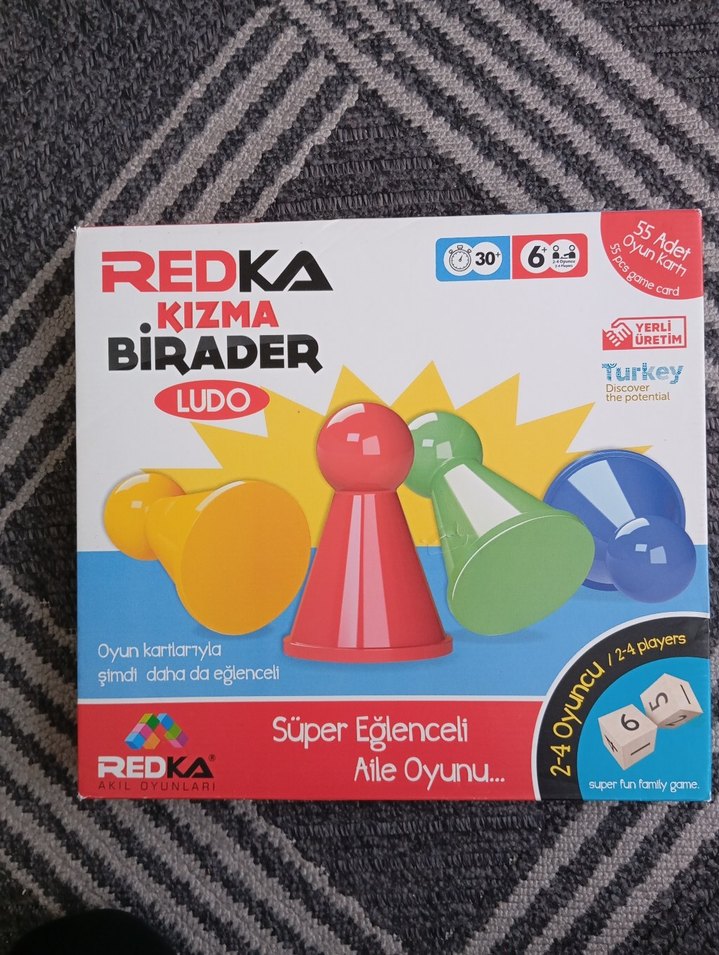 REDKA
KIZMA
BİRADER
LUDO
30+
6+
2-4 Oyuncu
2-4 Players
55 Adet
Oyun Kartı
55 pcs game card
YERLİ
ÜRETİM
Turkey
Discover
the potential
Oyun kartlarıyla
şimdi daha da eğlenceli
REDKA®
AKIL OYUNLARI
Süper Eğlenceli
Aile Oyunu...
2-4 Oyuncu / 2-4 players
6
5
super fun family game.